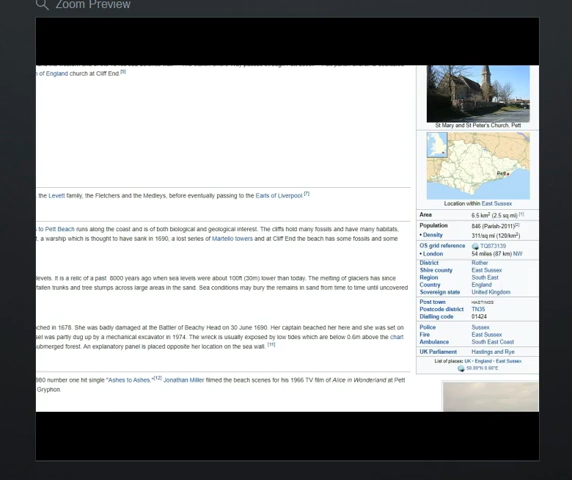 Zoom Preview
n of England church at Cliff End.[5]
the Levett family, the Fletchers and the Medleys, before eventually passing to the Earls of Liverpool.[7]
to Pett Beach runs along the coast and is of both biological and geological interest. The cliffs hold many fossils and have many habitats.
, a warship which is thought to have sank in 1690, a lost series of Martello towers and at Cliff End the beach has some fossils and some
levels. It is a relic of a past 8000 years ago when sea levels were about 100ft (30m) lower than today. The melting of glaciers has since
fallen trunks and tree stumps across large areas in the sand. Sea conditions may bury the remains in sand from time to time until uncovered
ched in 1678. She was badly damaged at the Battler of Beachy Head on 30 June 1690. Her captain beached her here and she was set on
set was partly dug up by a mechanical excavator in 1974. The wreck is usually exposed by low tides which are below 0.6m above the chart
ubmerged forest. An explanatory panel is placed opposite her location on the sea wall.
980 number one hit single "Ashes to Ashes."[12] Jonathan Miller filmed the beach scenes for his 1966 TV film of Alice in Wonderland at Pett
Gryphon.
St Mary and St Peter's Church, Pett
Pett
Location within East Sussex
Area 6.5 km² (2.5 sq mi) [1]
Population 846 (Parish-2011)[2]
• Density 311/sq mi (120/km²)
OS grid reference TQ873139
• London 54 miles (87 km) NW
District Rother
Shire county East Sussex
Region South East
Country England
Sovereign state United Kingdom
Post town HASTINGS
Postcode district TN35
Dialling code 01424
Police Sussex
Fire East Sussex
Ambulance South East Coast
UK Parliament Hastings and Rye
List of places: UK • England • East Sussex